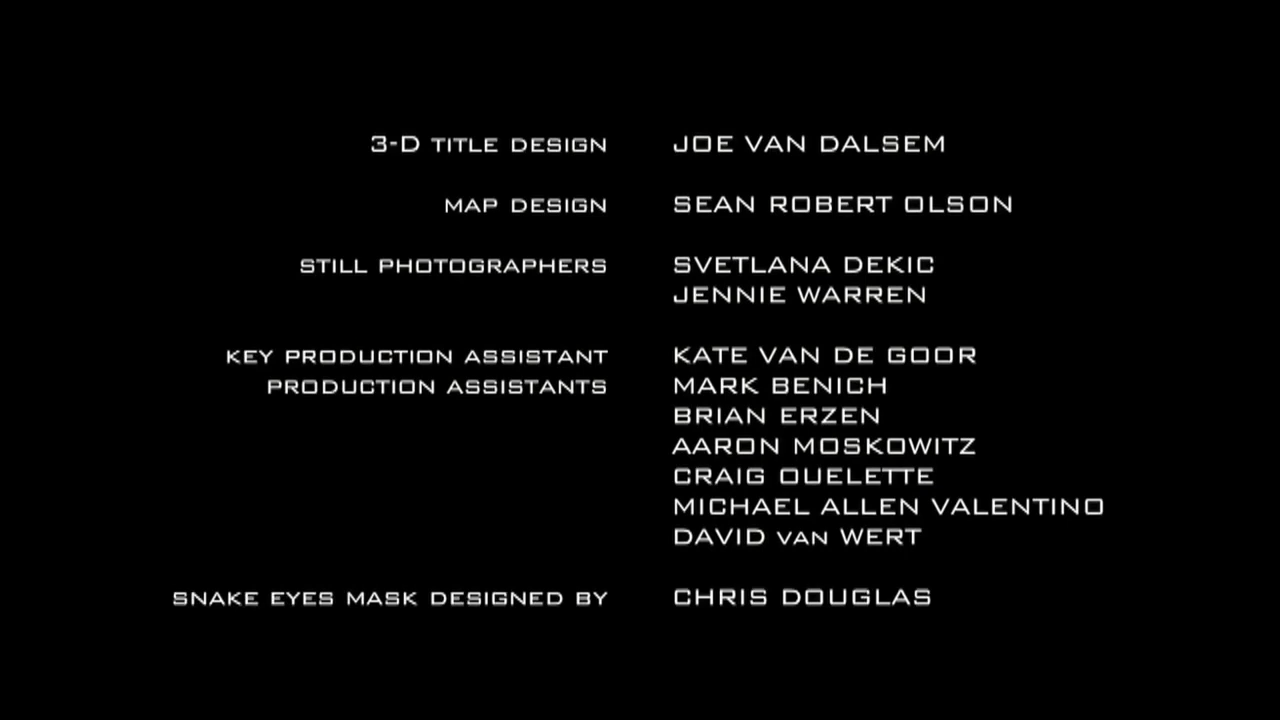 3-D TITLE DESIGN JOE VAN DALSEM
MAP DESIGN SEAN ROBERT OLSON
STILL PHOTOGRAPHERS SVETLANA DEKIC
JENNIE WARREN
KEY PRODUCTION ASSISTANT KATE VAN DE GOOR
PRODUCTION ASSISTANTS MARK BENICH
BRIAN ERZEN
AARON MOSKOWITZ
CRAIG OUELETTE
MICHAEL ALLEN VALENTINO
DAVID VAN WERT
SNAKE EYES MASK DESIGNED BY CHRIS DOUGLAS